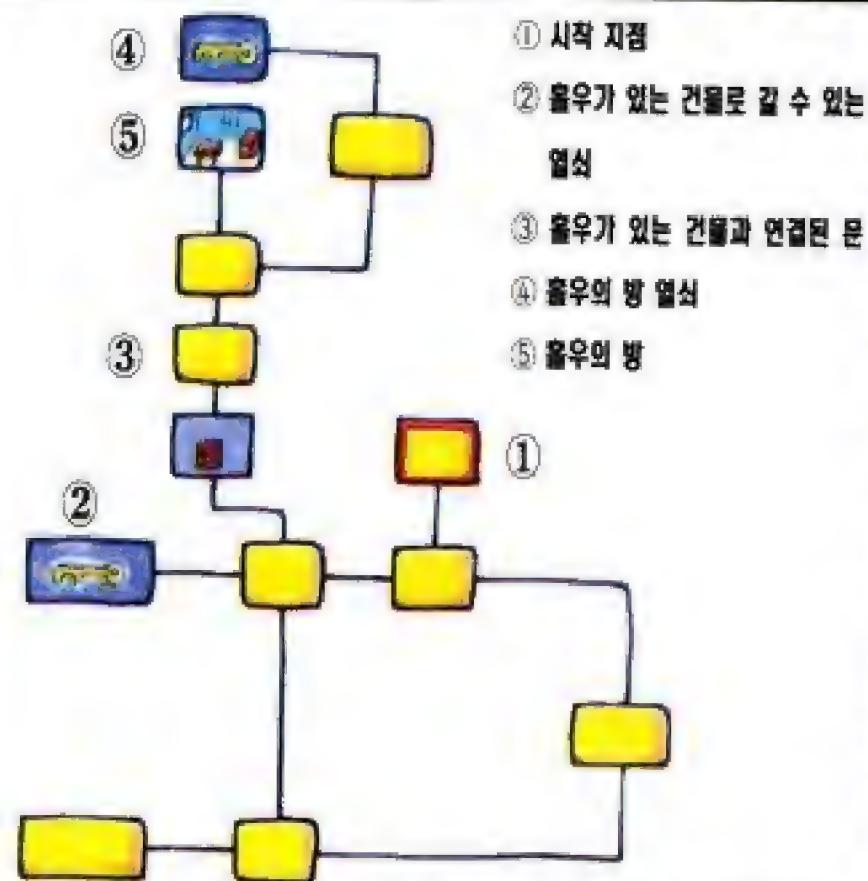 ① 시작 지점
② 홀우가 있는 건물로 갈 수 있는
열쇠
③ 홀우가 있는 건물과 연결된 문
④ 홀우의 방 열쇠
⑤ 홀우의 방
④
⑤
③
①
②